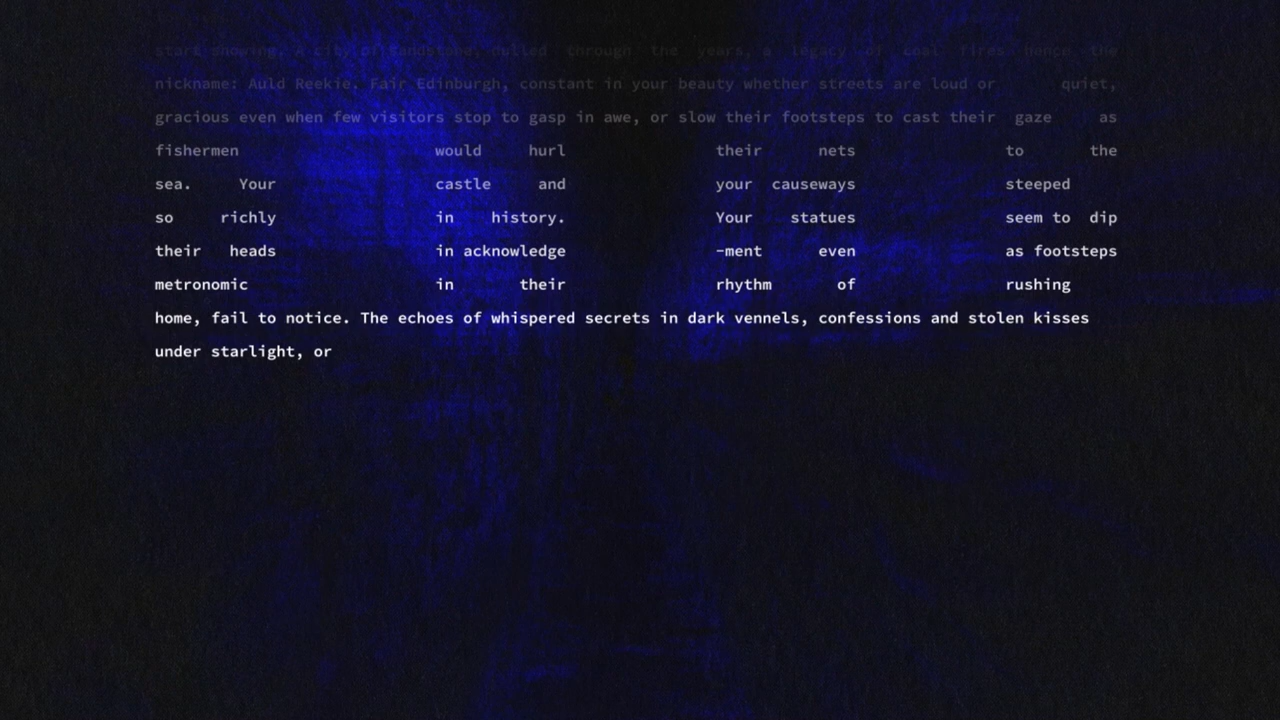 start snowing. A city of sandstone, dulled through the years, a legacy of coal fires hence the
nickname: Auld Reekie. Fair Edinburgh, constant in your beauty whether streets are loud or quiet,
gracious even when few visitors stop to gasp in awe, or slow their footsteps to cast their gaze as
fishermen would hurl their nets to the
sea. Your castle and your causeways steeped
so richly in history. Your statues seem to dip
their heads in acknowledge -ment even as footsteps
metronomic in their rhythm of rushing
home, fail to notice. The echoes of whispered secrets in dark vennels, confessions and stolen kisses
under starlight, or